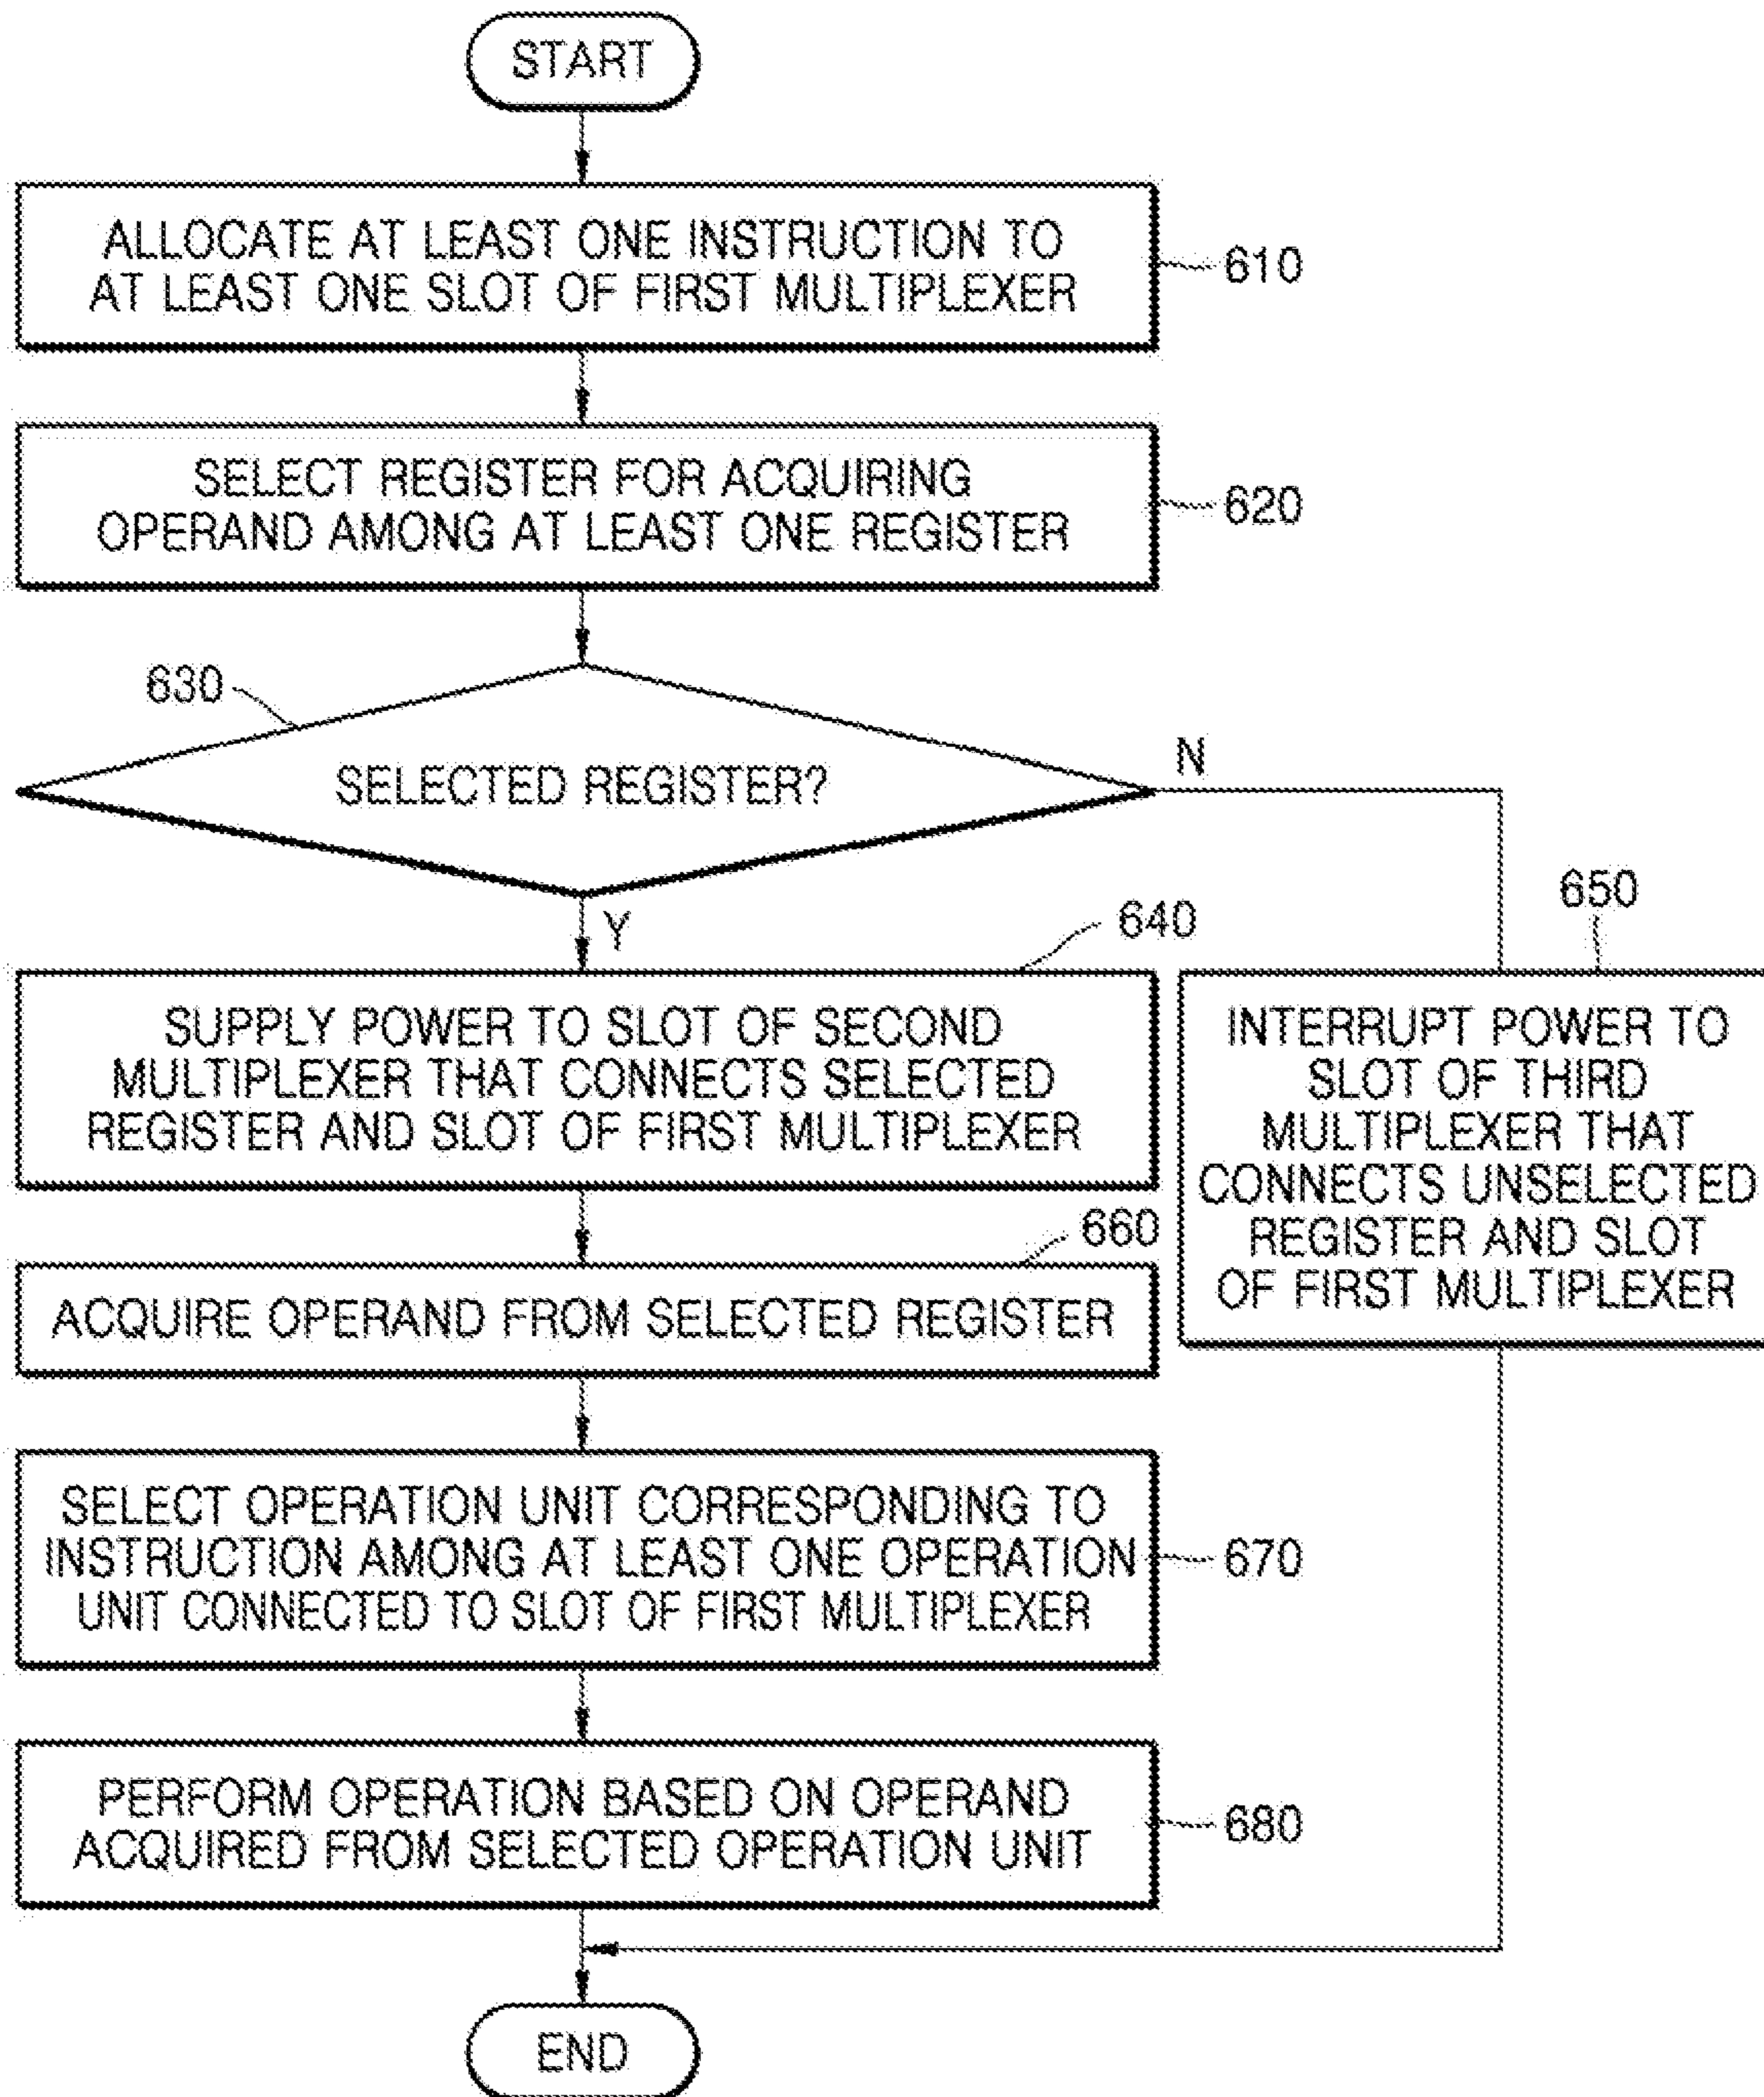 START
ALLOCATE AT LEAST ONE INSTRUCTION TO
AT LEAST ONE SLOT OF FIRST MULTIPLEXER
610
SELECT REGISTER FOR ACQUIRING
OPERAND AMONG AT LEAST ONE REGISTER
620
630
SELECTED REGISTER?
N
Y
640
SUPPLY POWER TO SLOT OF SECOND
MULTIPLEXER THAT CONNECTS SELECTED
REGISTER AND SLOT OF FIRST MULTIPLEXER
650
INTERRUPT POWER TO
SLOT OF THIRD
MULTIPLEXER THAT
CONNECTS UNSELECTED
REGISTER AND SLOT
OF FIRST MULTIPLEXER
660
ACQUIRE OPERAND FROM SELECTED REGISTER
SELECT OPERATION UNIT CORRESPONDING TO
INSTRUCTION AMONG AT LEAST ONE OPERATION
UNIT CONNECTED TO SLOT OF FIRST MULTIPLEXER
670
PERFORM OPERATION BASED ON OPERAND
ACQUIRED FROM SELECTED OPERATION UNIT
680
END